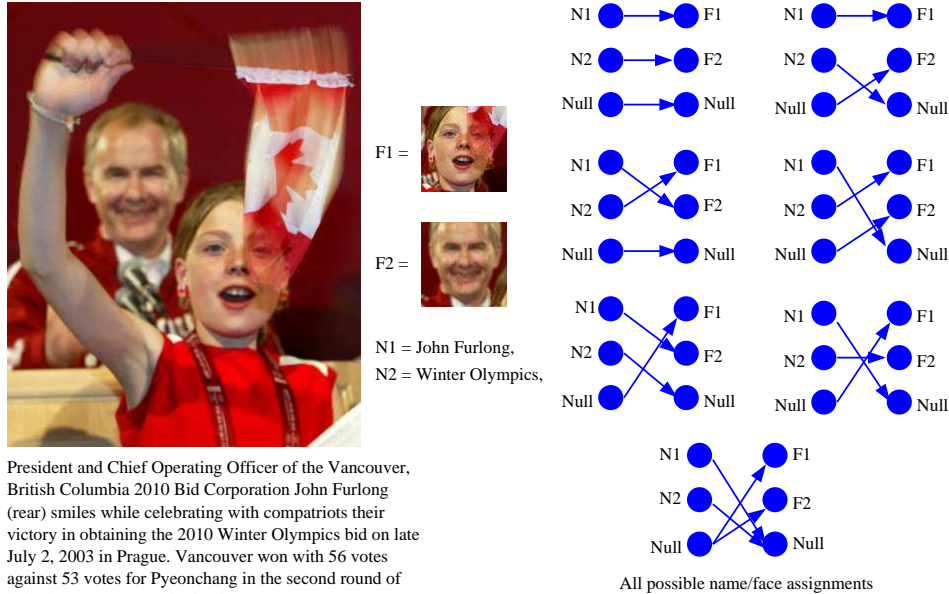 F1 =
F2 =
N1 = John Furlong,
N2 = Winter Olympics,
President and Chief Operating Officer of the Vancouver,
British Columbia 2010 Bid Corporation John Furlong
(rear) smiles while celebrating with compatriots their
victory in obtaining the 2010 Winter Olympics bid on late
July 2, 2003 in Prague. Vancouver won with 56 votes
against 53 votes for Pyeonchang in the second round of
N1 F1
N2 F2
Null Null
N1 F1
N2 F2
Null Null
N1 F1
N2 F2
Null Null
N1 F1
N2 F2
Null Null
N1 F1
N2 F2
Null Null
N1 F1
N2 F2
Null Null
N1 F1
N2 F2
Null Null
All possible name/face assignments